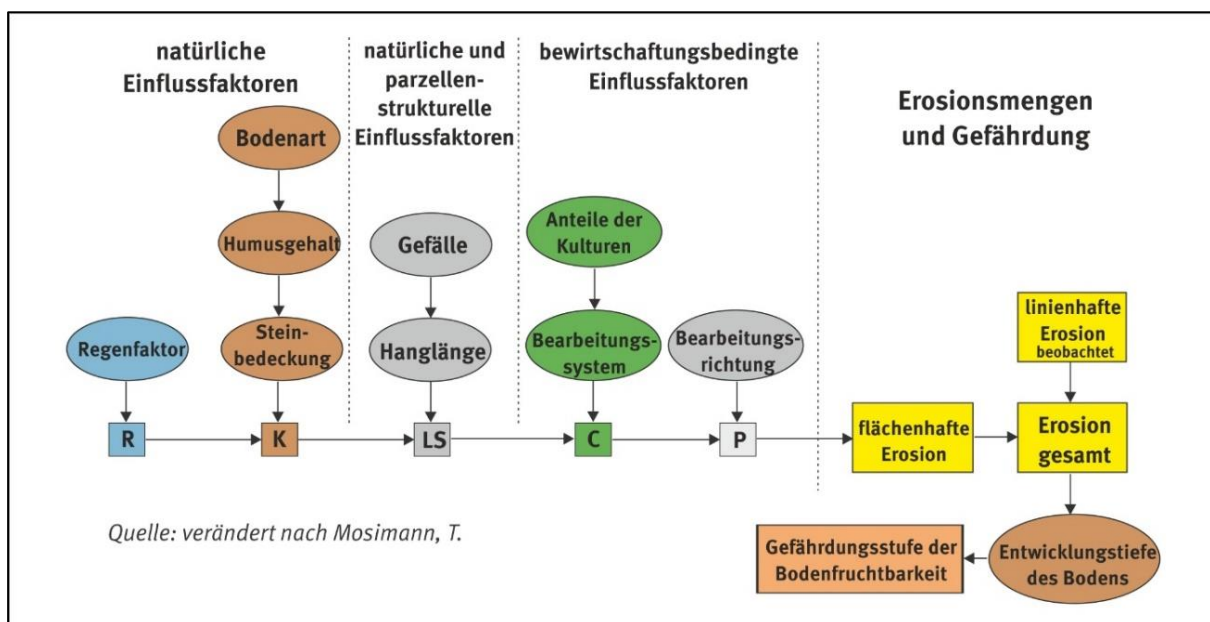 natürliche
Einflussfaktoren
natürliche und
parzellen-
strukturelle
Einflussfaktoren
bewirtschaftungsbedingte
Einflussfaktoren
Erosionsmengen
und Gefährdung
Bodenart
Humusgehalt
Stein-
bedeckung
Regenfaktor
Gefälle
Hanglänge
Anteile der
Kulturen
Bearbeitungs-
system
Bearbeitungs-
richtung
linienhafte
Erosion
beobachtet
R
K
LS
C
P
flächenhafte
Erosion
Erosion
gesamt
Quelle: verändert nach Mosimann, T.
Gefährdungsstufe der
Bodenfruchtbarkeit
Entwicklungstiefe
des Bodens